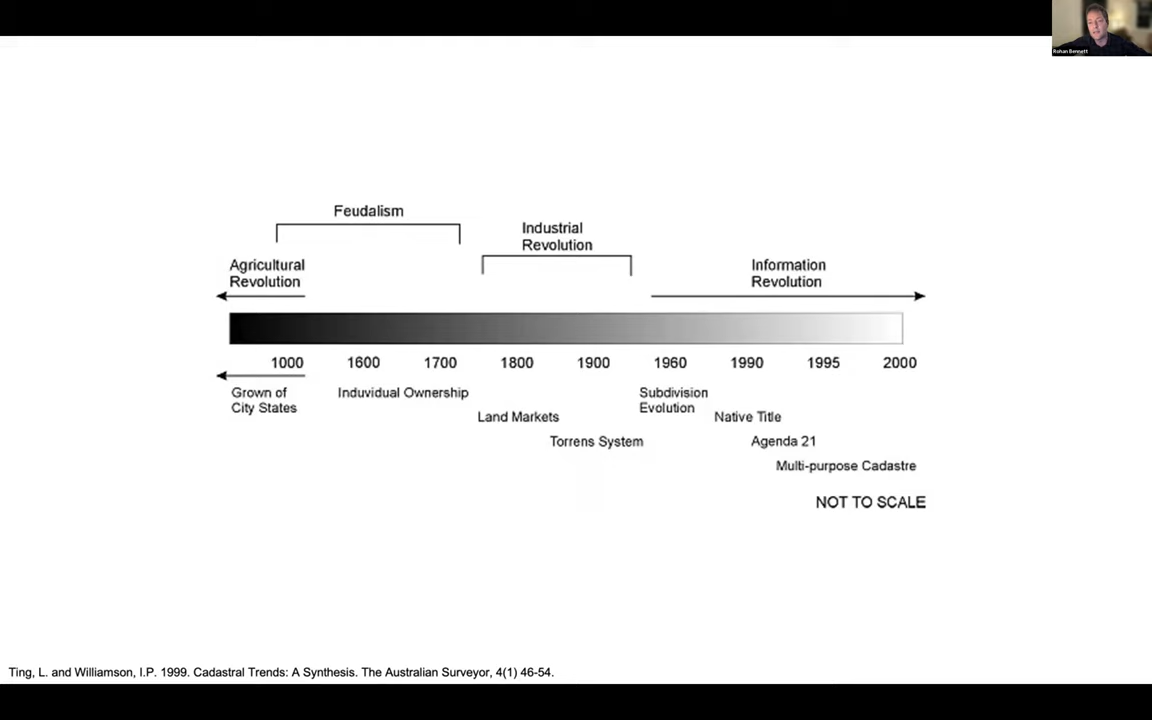 Rohan Bennett
Feudalism
Industrial
Revolution
Agricultural
Revolution
Information
Revolution
1000 1600 1700 1800 1900 1960 1990 1995 2000
Grown of
City States
Induvidual Ownership
Subdivision
Evolution
Land Markets
Native Title
Torrens System
Agenda 21
Multi-purpose Cadastre
NOT TO SCALE
Ting, L. and Williamson, I.P. 1999. Cadastral Trends: A Synthesis. The Australian Surveyor, 4(1) 46-54.